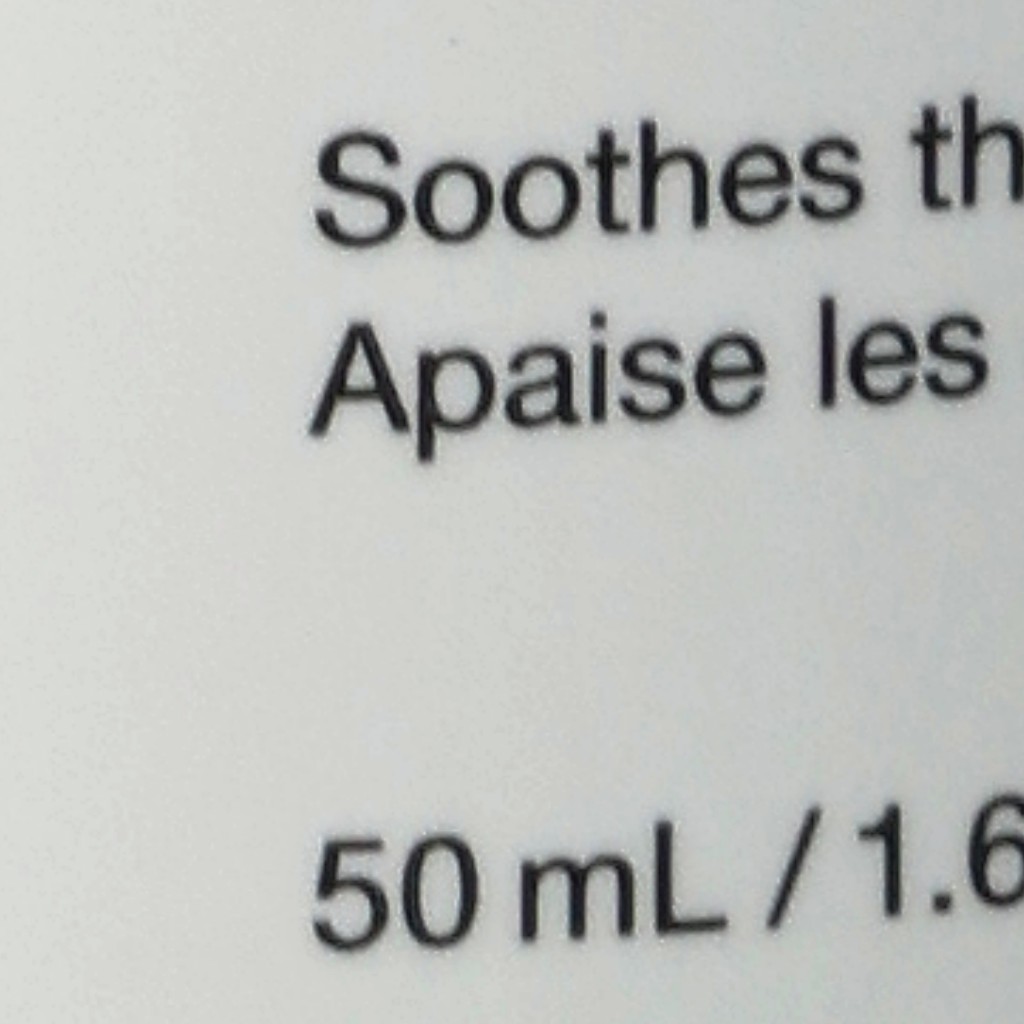 Soothes th
Apaise les
50 mL / 1.6